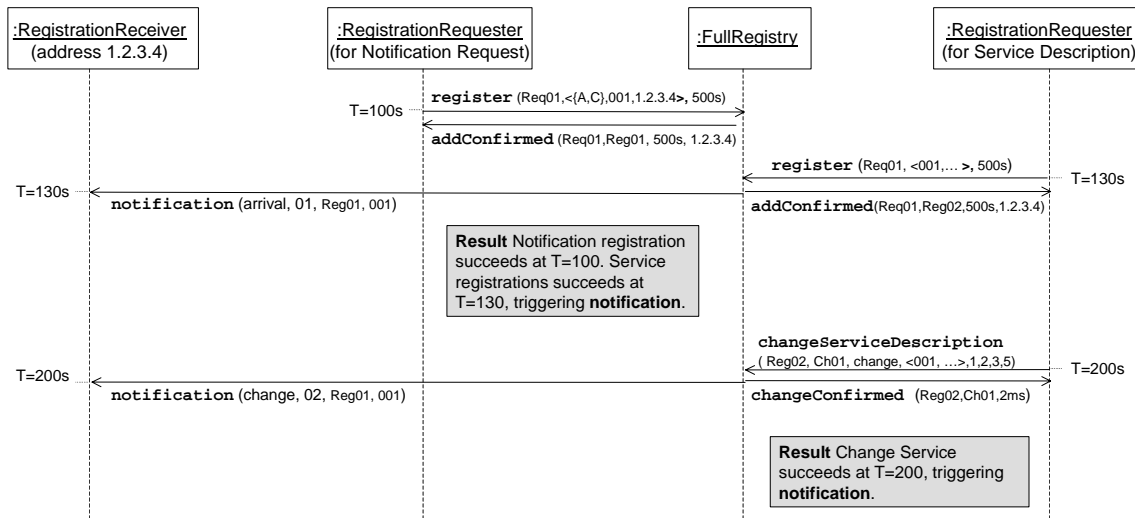 :RegistrationReceiver
(address 1.2.3.4)
:RegistrationRequester
(for Notification Request)
:FullRegistry
:RegistrationRequester
(for Service Description)
T=100s
register (Req01,<{A,C},001,1.2.3.4>, 500s)
addConfirmed (Req01,Reg01, 500s, 1.2.3.4)
register (Req01, <001,… >, 500s)
T=130s
T=130s
notification (arrival, 01, Reg01, 001)
addConfirmed(Req01,Reg02,500s,1.2.3.4)
Result Notification registration
succeeds at T=100. Service
registrations succeeds at
T=130, triggering notification.
changeServiceDescription
( Reg02, Ch01, change, <001, …>,1,2,3,5)
T=200s
T=200s
notification (change, 02, Reg01, 001)
changeConfirmed (Reg02,Ch01,2ms)
Result Change Service
succeeds at T=200, triggering
notification.